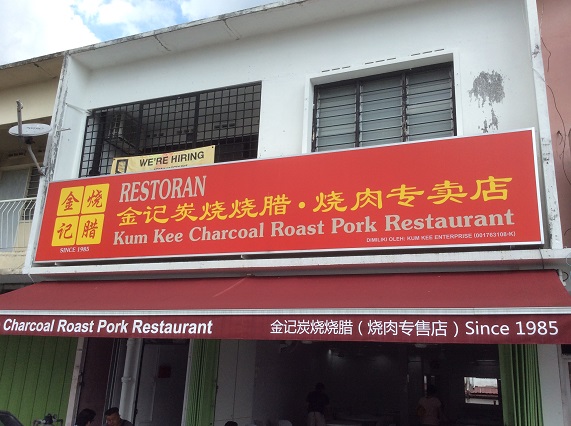 WE'RE HIRING
RESTORAN
金烧
记腊
SINCE 1985
金记炭烧烧腊·烧肉专卖店
Kum Kee Charcoal Roast Pork Restaurant
DIMILIKI OLEH: KUM KEE ENTERPRISE (001763108-K)
Charcoal Roast Pork Restaurant
金记炭烧烧腊（烧肉专售店）Since 1985